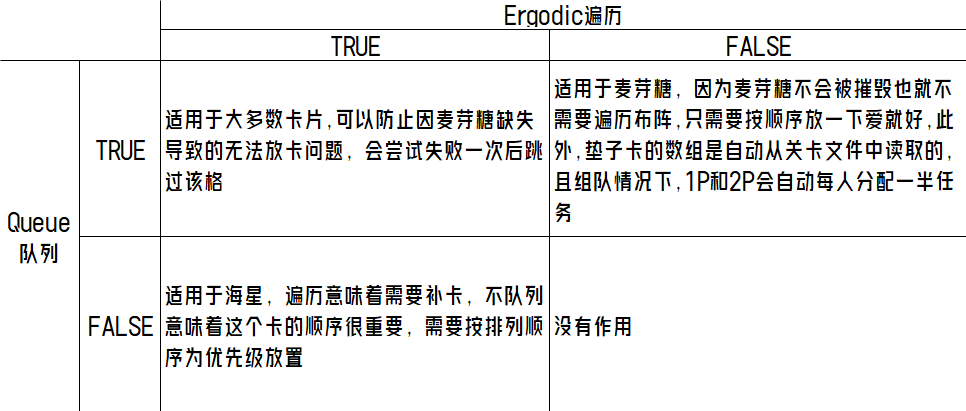 Ergodic遍历
TRUE
FALSE
Queue
队列
TRUE
适用于大多数卡片,可以防止因麦芽糖缺失
导致的无法放卡问题，会尝试失败一次后跳
过该格
适用于麦芽糖，因为麦芽糖不会被摧毁也就不
需要遍历布阵,只需要按顺序放一下爱就好,此
外,垫子卡的数组是自动从关卡文件中读取的,
且组队情况下,1P和2P会自动每人分配一半任
务
FALSE
适用于海星，遍历意味着需要补卡，不队列
意味着这个卡的顺序很重要，需要按排列顺
序为优先级放置
没有作用